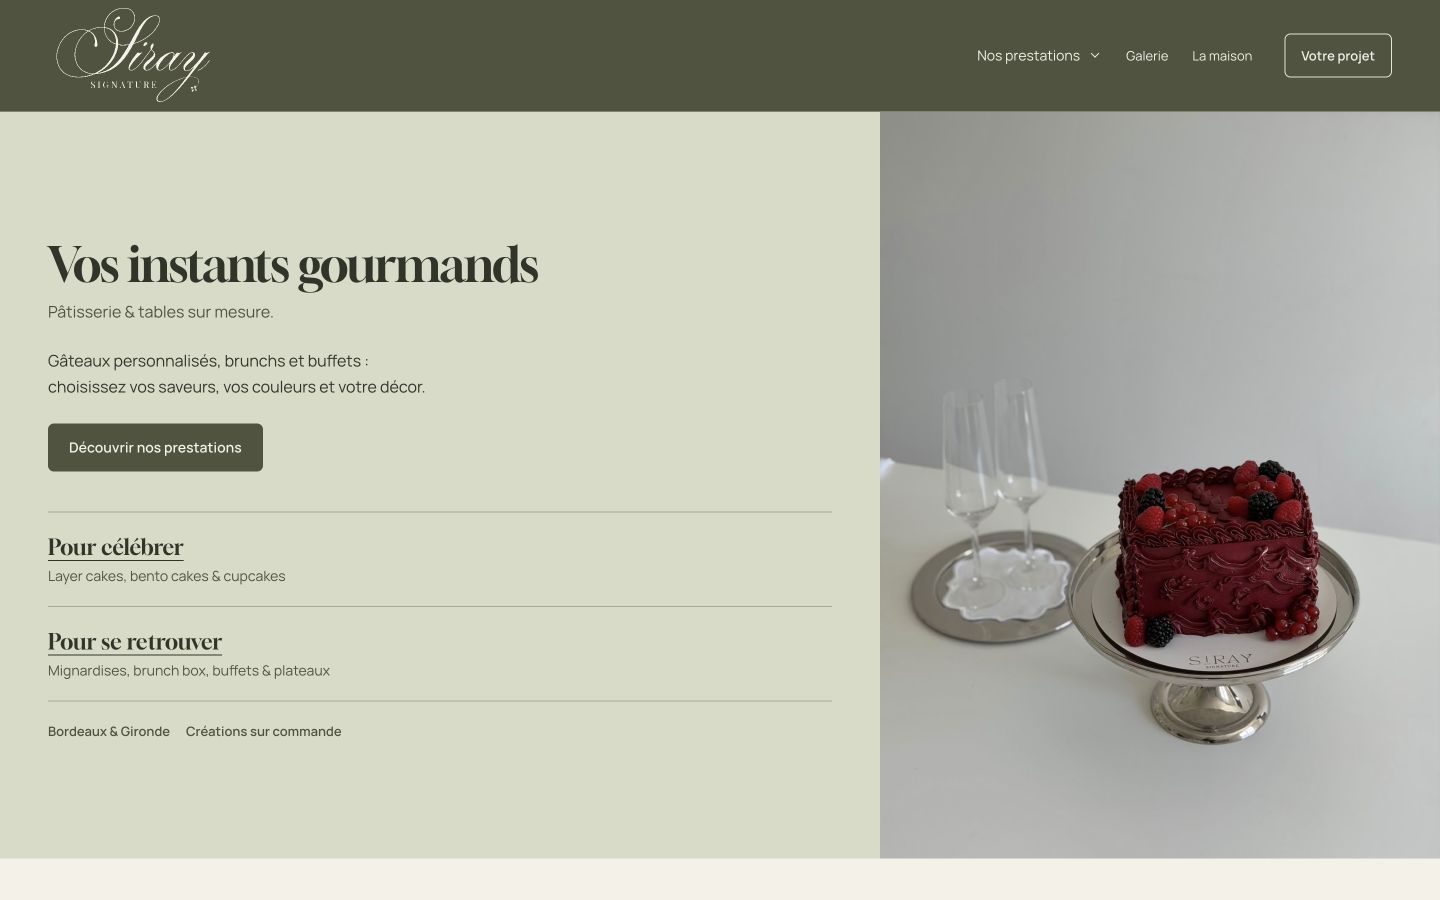 Siray
SIGNATURE
Nos prestations
Galerie
La maison
Votre projet
Vos instants gourmands
Pâtisserie & tables sur mesure.
Gâteaux personnalisés, brunchs et buffets :
choisissez vos saveurs, vos couleurs et votre décor.
Découvrir nos prestations
Pour célébrer
Layer cakes, bento cakes & cupcakes
Pour se retrouver
Mignardises, brunch box, buffets & plateaux
Bordeaux & Gironde
Créations sur commande
SIRAY
SIGNATURE